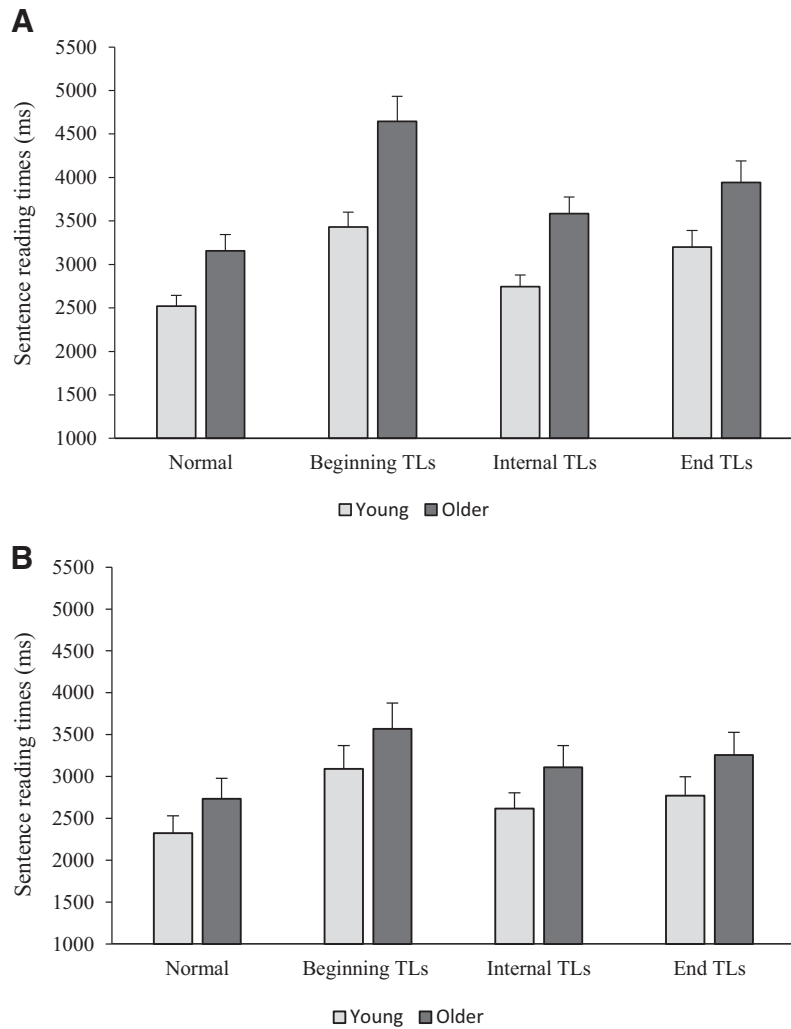 A
Sentence reading times (ms)
5500
5000
4500
4000
3500
3000
2500
2000
1500
1000
Normal Beginning TLs Internal TLs End TLs
Young Older
B
Sentence reading times (ms)
5500
5000
4500
4000
3500
3000
2500
2000
1500
1000
Normal Beginning TLs Internal TLs End TLs
Young Older